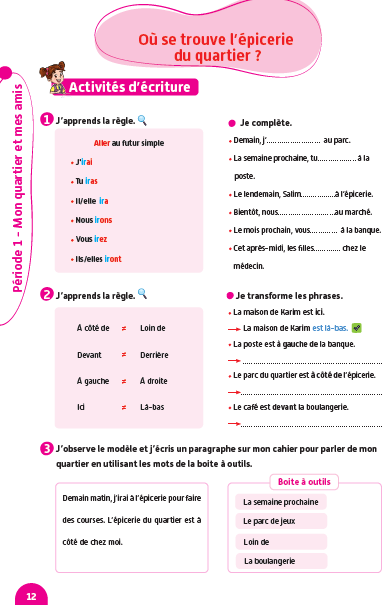 Où se trouve l'épicerie
du quartier ?
Activités d'écriture
Période 1 - Mon quartier et mes amis
1 J'apprends la règle.
Aller au futur simple
• J'irai
• Tu iras
• Il/elle ira
• Nous irons
• Vous irez
• Ils/elles iront
• Je complète.
• Demain, j'........................ au parc.
• La semaine prochaine, tu................. à la
poste.
• Le lendemain, Salim...............à l'épicerie.
• Bientôt, nous.........................au marché.
• Le mois prochain, vous............ à la banque.
• Cet après-midi, les filles............ chez le
médecin.
2 J'apprends la règle.
À côté de ≠ Loin de
Devant ≠ Derrière
À gauche ≠ À droite
Ici ≠ Là-bas
• Je transforme les phrases.
• La maison de Karim est ici.
→ La maison de Karim est là-bas.
• La poste est à gauche de la banque.
→ ..............................................................
• Le parc du quartier est à côté de l'épicerie.
→ ..............................................................
• Le café est devant la boulangerie.
→ ..............................................................
3 J'observe le modèle et j'écris un paragraphe sur mon cahier pour parler de mon
quartier en utilisant les mots de la boite à outils.
Demain matin, j'irai à l'épicerie pour faire
des courses. L'épicerie du quartier est à
côté de chez moi.
Boite à outils
La semaine prochaine
Le parc de jeux
Loin de
La boulangerie
12